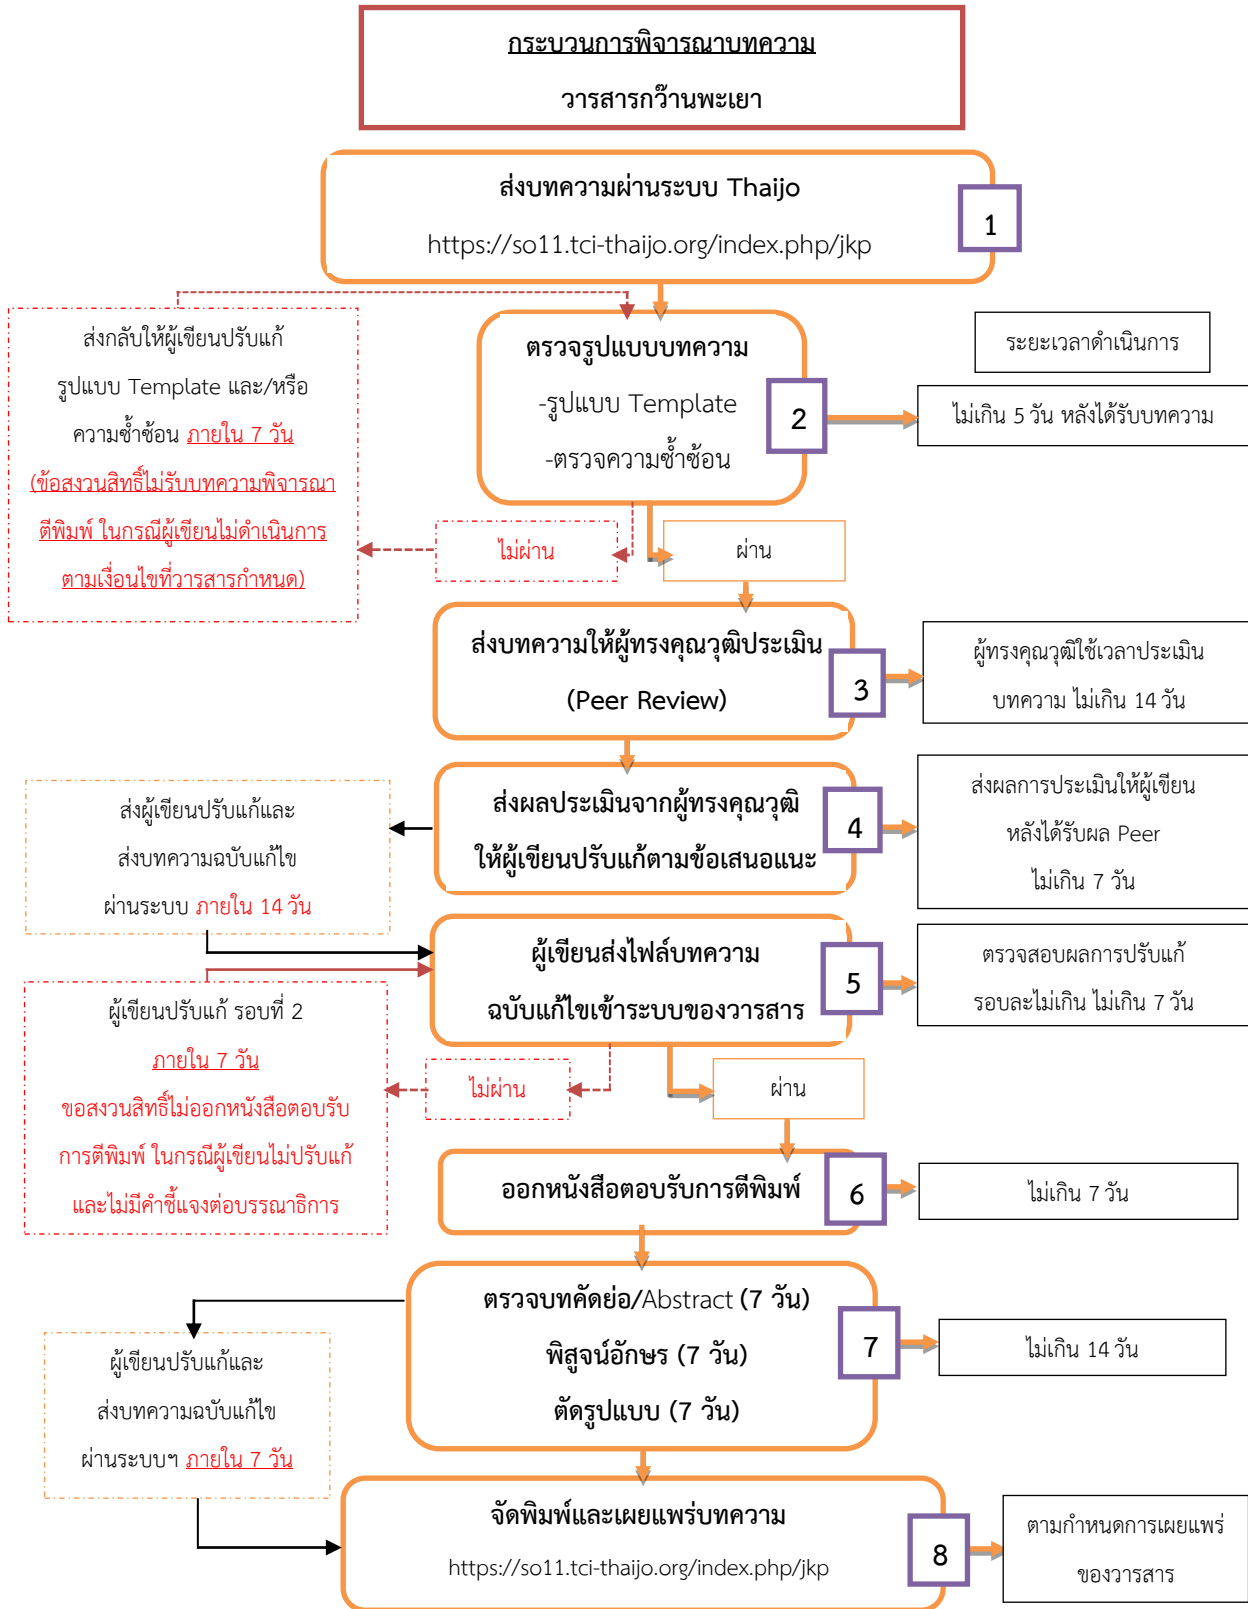 กระบวนการพิจารณาบทความ
วารสารกว๊านพะเยา
ส่งบทความผ่านระบบ Thaijo
https://so11.tci-thaijo.org/index.php/jkp
1
ส่งกลับให้ผู้เขียนปรับแก้
รูปแบบ Template และ/หรือ
ความซ้ำซ้อน ภายใน 7 วัน
(ข้อสงวนสิทธิ์ไม่รับบทความพิจารณา
ตีพิมพ์ ในกรณีผู้เขียนไม่ดำเนินการ
ตามเงื่อนไขที่วารสารกำหนด)
ตรวจรูปแบบบทความ
-รูปแบบ Template
-ตรวจความซ้ำซ้อน
2
ระยะเวลาดำเนินการ
ไม่เกิน 5 วัน หลังได้รับบทความ
ไม่ผ่าน
ผ่าน
ส่งบทความให้ผู้ทรงคุณวุฒิประเมิน
(Peer Review)
3
ผู้ทรงคุณวุฒิใช้เวลาประเมิน
บทความ ไม่เกิน 14 วัน
ส่งผลประเมินจากผู้ทรงคุณวุฒิ
ให้ผู้เขียนปรับแก้ตามข้อเสนอแนะ
4
ส่งผลการประเมินให้ผู้เขียน
หลังได้รับผล Peer
ไม่เกิน 7 วัน
ส่งผู้เขียนปรับแก้และ
ส่งบทความฉบับแก้ไข
ผ่านระบบ ภายใน 14 วัน
ผู้เขียนส่งไฟล์บทความ
ฉบับแก้ไขเข้าระบบของวารสาร
5
ตรวจสอบผลการปรับแก้
รอบละไม่เกิน ไม่เกิน 7 วัน
ผู้เขียนปรับแก้ รอบที่ 2
ภายใน 7 วัน
ขอสงวนสิทธิ์ไม่ออกหนังสือตอบรับ
การตีพิมพ์ ในกรณีผู้เขียนไม่ปรับแก้
และไม่มีคำชี้แจงต่อบรรณาธิการ
ไม่ผ่าน
ผ่าน
ออกหนังสือตอบรับการตีพิมพ์
6
ไม่เกิน 7 วัน
ตรวจบทคัดย่อ/Abstract (7 วัน)
พิสูจน์อักษร (7 วัน)
ตัดรูปแบบ (7 วัน)
7
ไม่เกิน 14 วัน
ผู้เขียนปรับแก้และ
ส่งบทความฉบับแก้ไข
ผ่านระบบฯ ภายใน 7 วัน
จัดพิมพ์และเผยแพร่บทความ
https://so11.tci-thaijo.org/index.php/jkp
8
ตามกำหนดการเผยแพร่
ของวารสาร